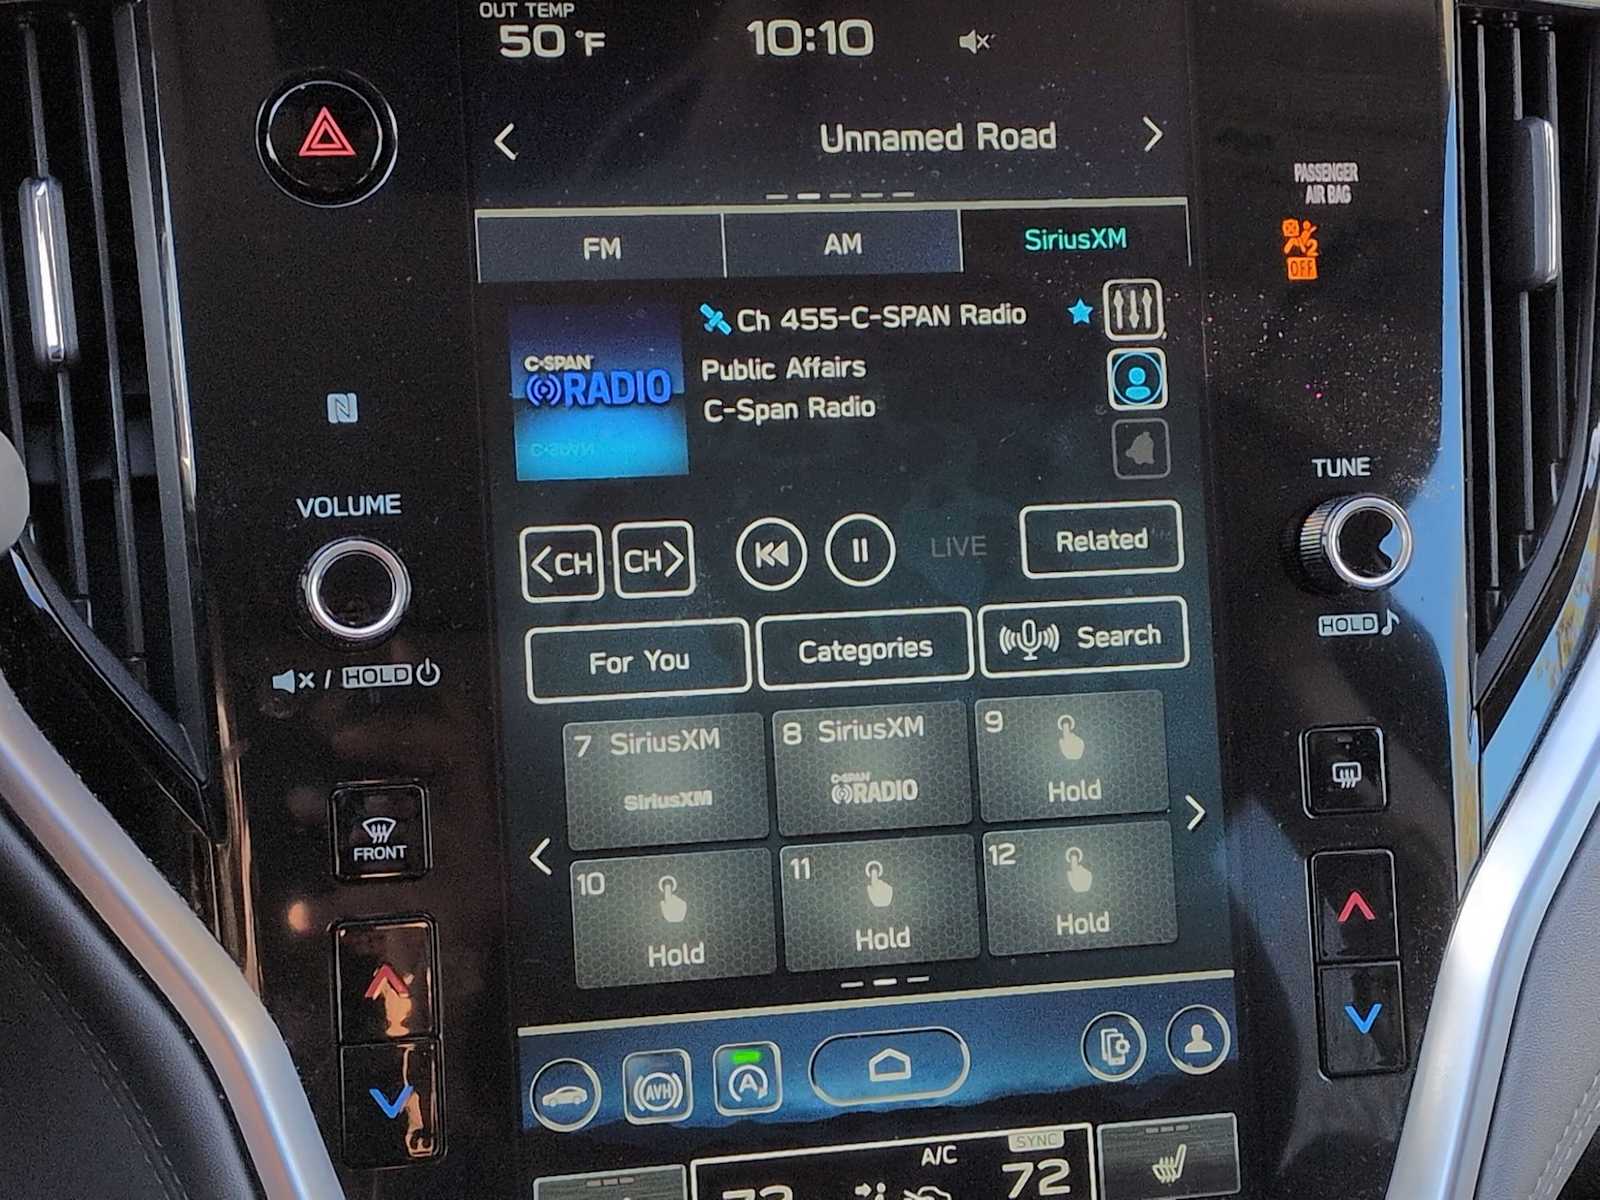 OUT TEMP
50 °F
10:10
Unnamed Road
PASSENGER
AIR BAG
2
OFF
FM
AM
SiriusXM
Ch 455-C-SPAN Radio
Public Affairs
C-Span Radio
C-SPAN
RADIO
C-SPAN
VOLUME
TUNE
<CH
CH>
LIVE
Related
HOLD
/ HOLD
For You
Categories
Search
7 SiriusXM
SiriusXM
8 SiriusXM
C-SPAN
RADIO
9
Hold
FRONT
10
Hold
11
Hold
12
Hold
AVH
A
A/C
SYNC
72